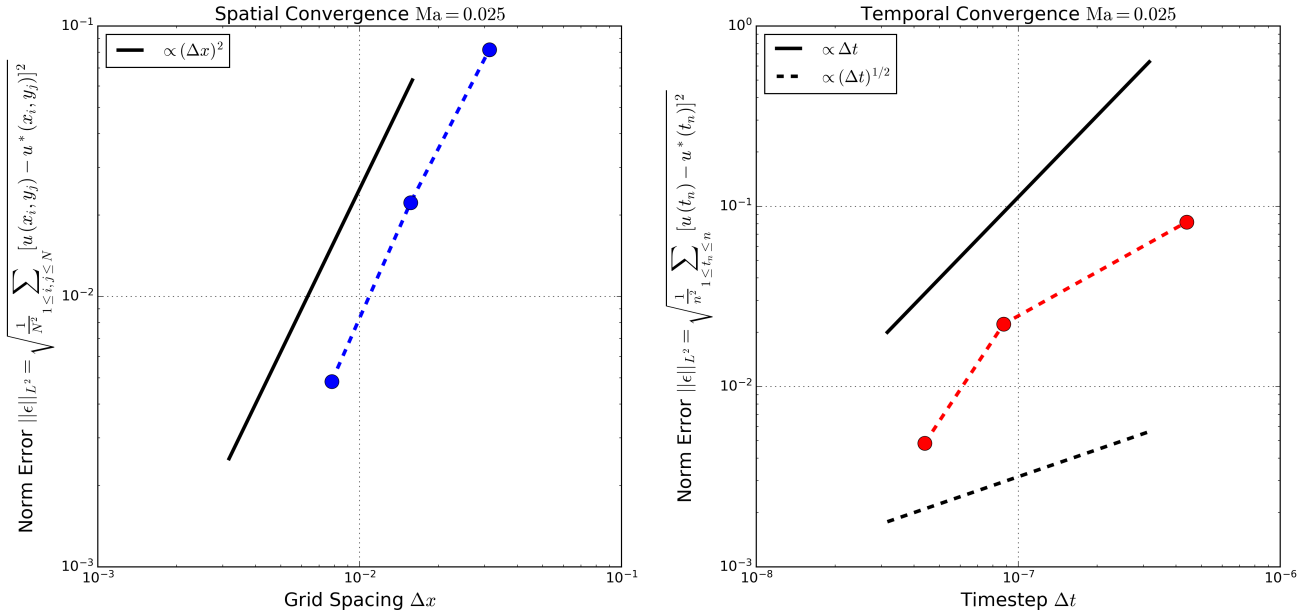 Spatial Convergence Ma = 0.025
∝ (Δx)²
10⁻¹
10⁻²
10⁻³
10⁻³
10⁻²
10⁻¹
Grid Spacing Δx
Norm Error ||ϵ||_{L²} = √(1/N² ∑_{1≤i,j≤N} [u(x_i, y_j) − u*(x_i, y_j)]²
Temporal Convergence Ma = 0.025
∝ Δt
∝ (Δt)^{1/2}
10⁰
10⁻¹
10⁻²
10⁻³
10⁻⁸
10⁻⁷
10⁻⁶
Timestep Δt
Norm Error ||ϵ||_{L²} = √(1/n² ∑_{1≤t_n≤n} [u(t_n) − u*(t_n)]²